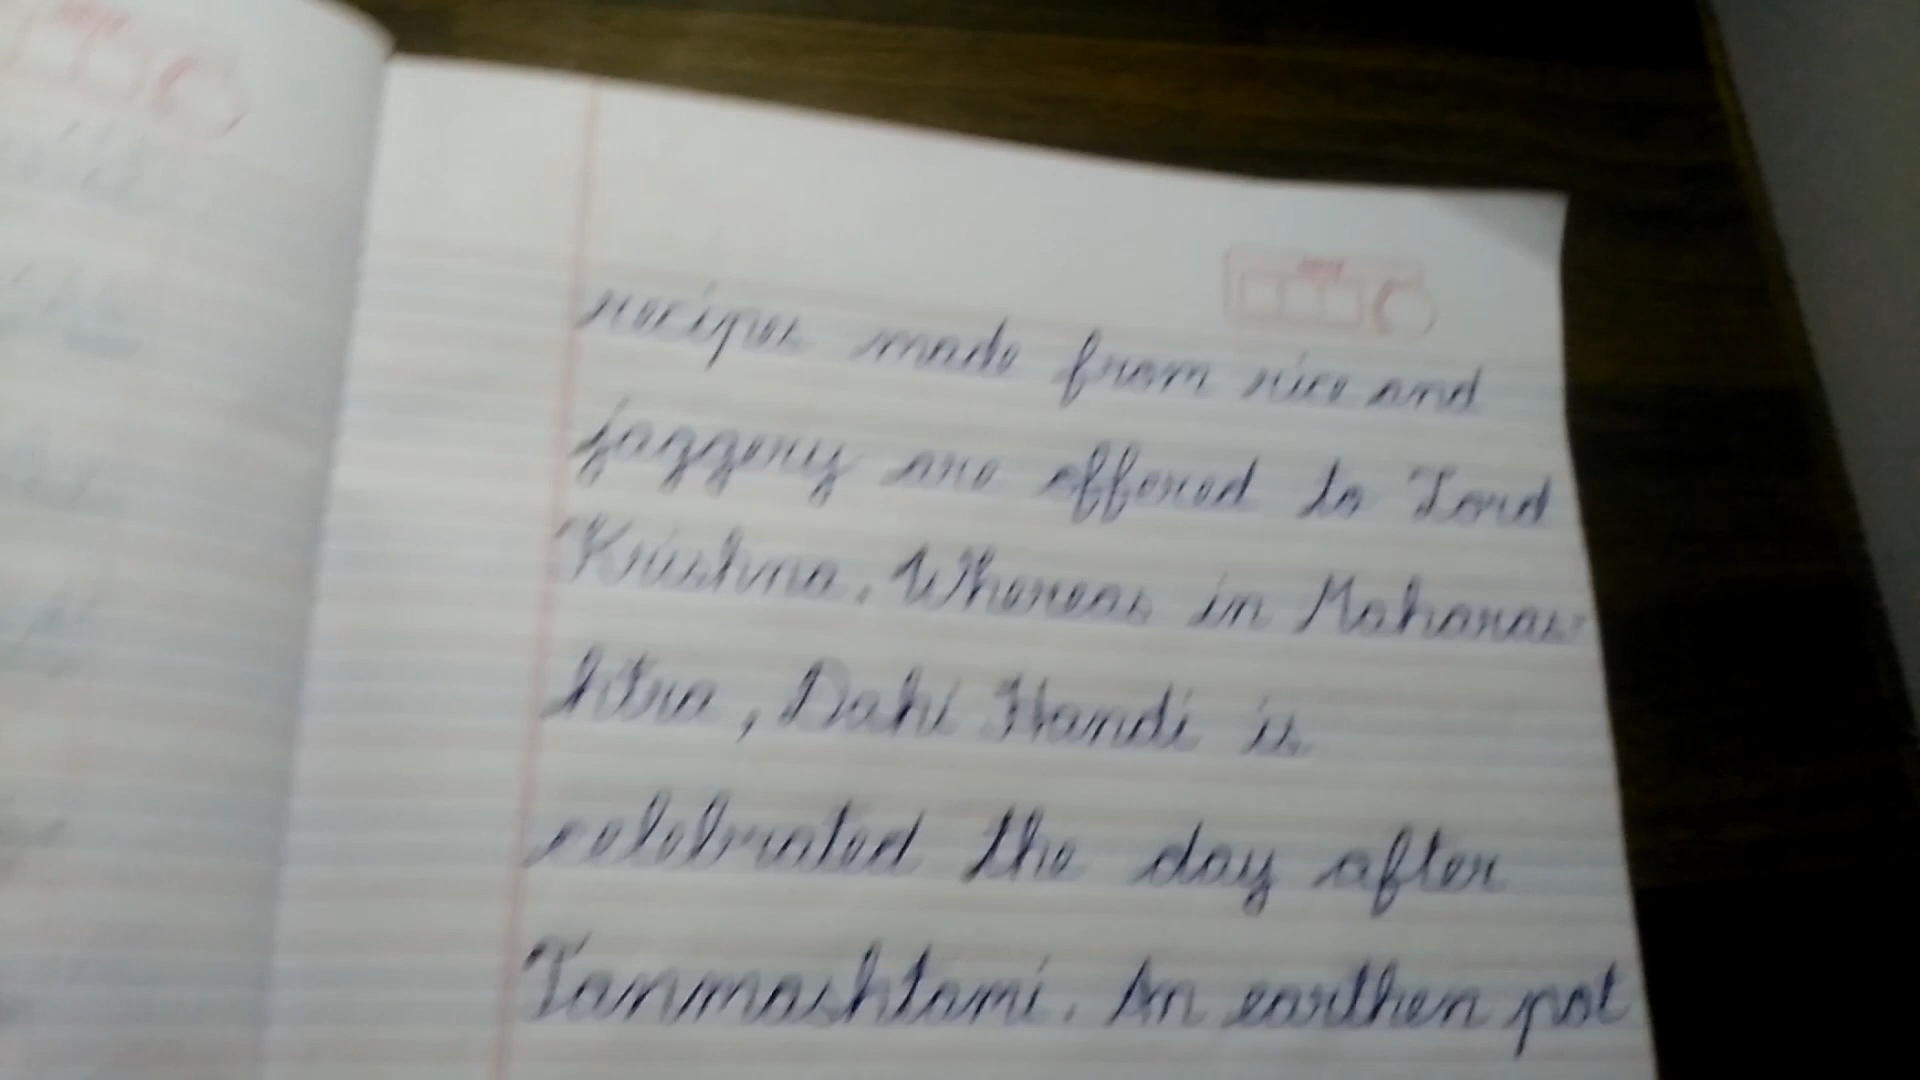 recipes made from rice and
jaggery are offered to Lord
Krishna. Whereas in Maharas-
htra, Dahi Handi is
celebrated the day after
Janmashtami. An earthen pot